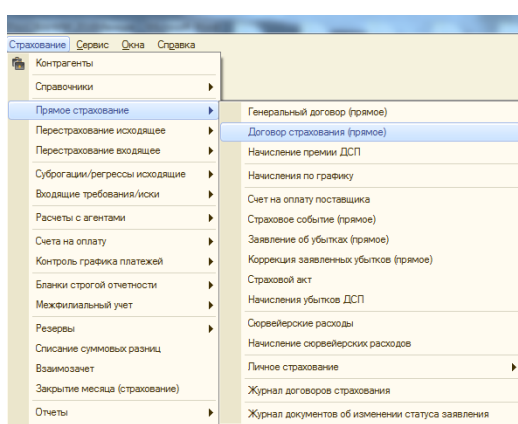 Страхование Сервис Окна Справка
Контрагенты
Справочники
Прямое страхование
Перестрахование исходящее
Перестрахование входящее
Суброгации/регрессы исходящие
Входящие требования/иски
Расчеты с агентами
Счета на оплату
Контроль графика платежей
Бланки строгой отчетности
Межфилиальный учет
Резервы
Списание суммовых разниц
Взаимозачет
Закрытие месяца (страхование)
Отчеты
Генеральный договор (прямое)
Договор страхования (прямое)
Начисление премии ДСП
Начисления по графику
Счет на оплату поставщика
Страховое событие (прямое)
Заявление об убытках (прямое)
Коррекция заявленных убытков (прямое)
Страховой акт
Начисления убытков ДСП
Сюрвейерские расходы
Начисление сюрвейерских расходов
Личное страхование
Журнал договоров страхования
Журнал документов об изменении статуса заявления